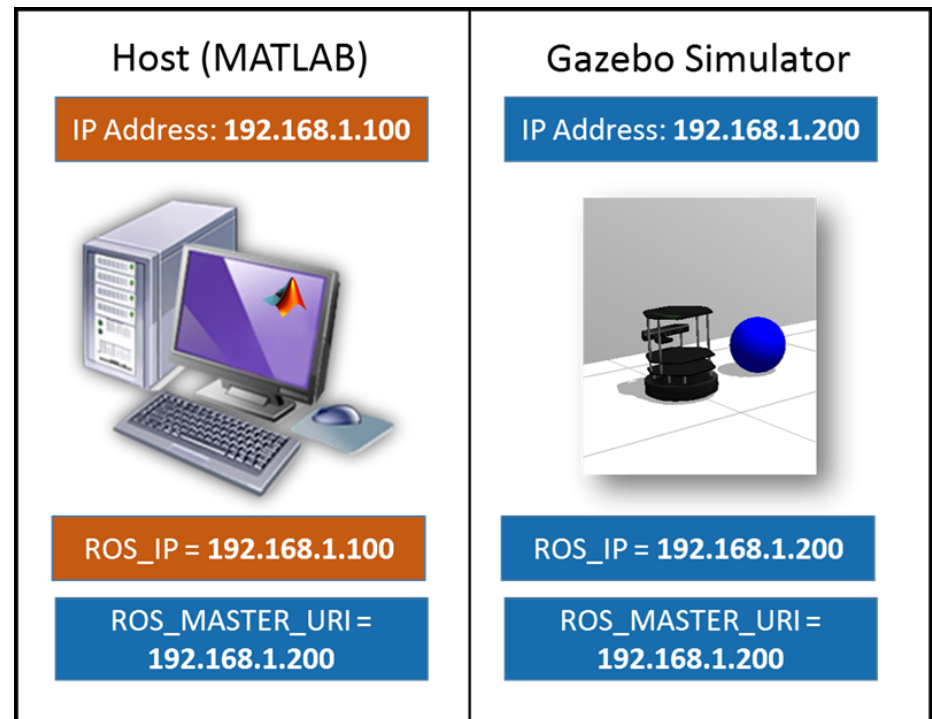 Host (MATLAB)
IP Address: 192.168.1.100
ROS_IP = 192.168.1.100
ROS_MASTER_URI =
192.168.1.200
Gazebo Simulator
IP Address: 192.168.1.200
ROS_IP = 192.168.1.200
ROS_MASTER_URI =
192.168.1.200